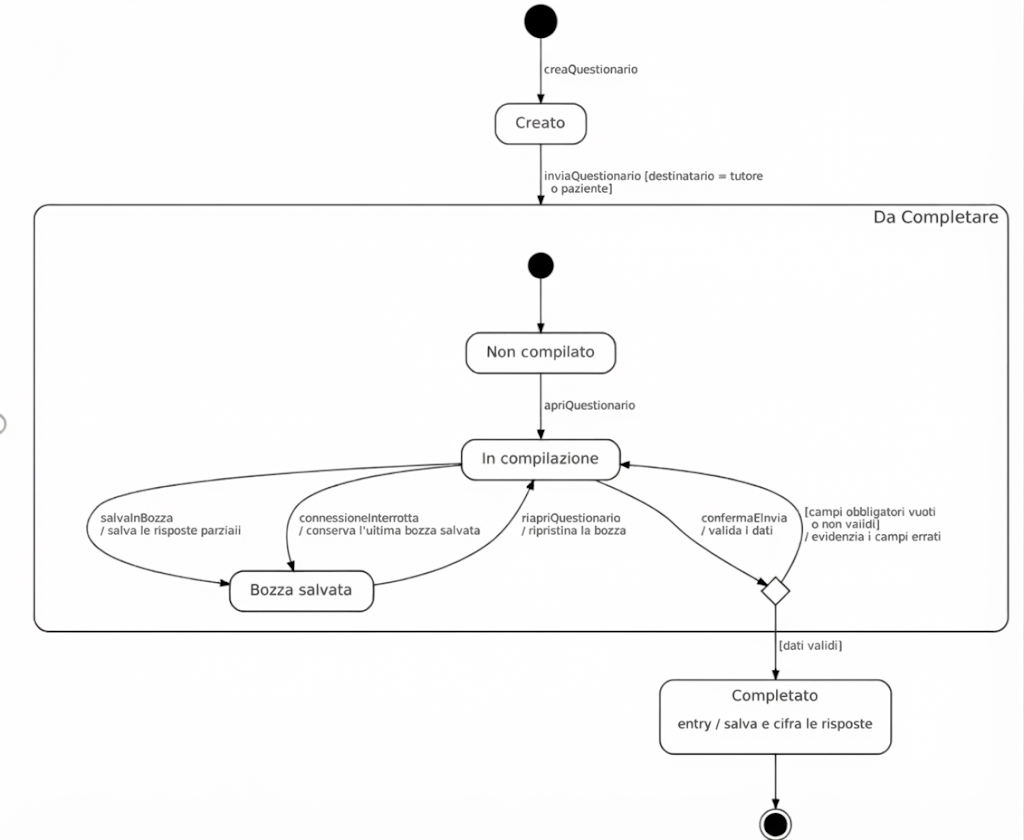 creaQuestionario
Creato
inviaQuestionario [destinatario = tutore
o paziente]
Da Completare
Non compilato
apriQuestionario
In compilazione
salvaInBozza
/ salva le risposte parziaii
connessioneInterrotta
/ conserva l'ultima bozza salvata
riapriQuestionario
/ ripristina la bozza
confermaEInvia
/ valida i dati
[campi obbligatori vuoti
o non vaiidi]
/ evidenzia i campi errati
Bozza salvata
[dati validi]
Completato
entry / salva e cifra le risposte